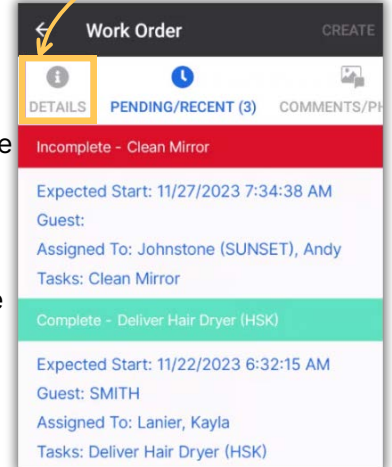 Work Order CREATE
DETAILS PENDING/RECENT (3) COMMENTS/PH
e
Incomplete - Clean Mirror
Expected Start: 11/27/2023 7:34:38 AM
Guest:
Assigned To: Johnstone (SUNSET), Andy
Tasks: Clean Mirror
e
Complete - Deliver Hair Dryer (HSK)
Expected Start: 11/22/2023 6:32:15 AM
Guest: SMITH
Assigned To: Lanier, Kayla
Tasks: Deliver Hair Dryer (HSK)